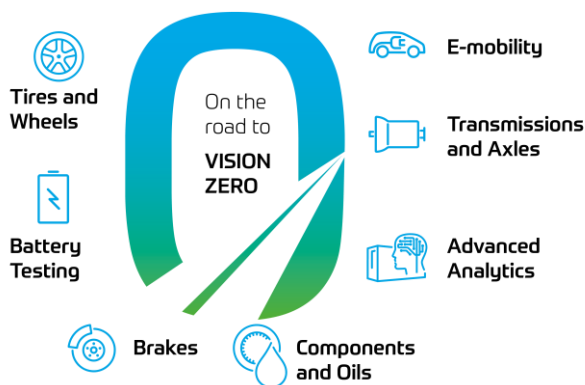 On the
road to
VISION
ZERO
Tires and
Wheels
Battery
Testing
Brakes
Components
and Oils
E-mobility
Transmissions
and Axles
Advanced
Analytics